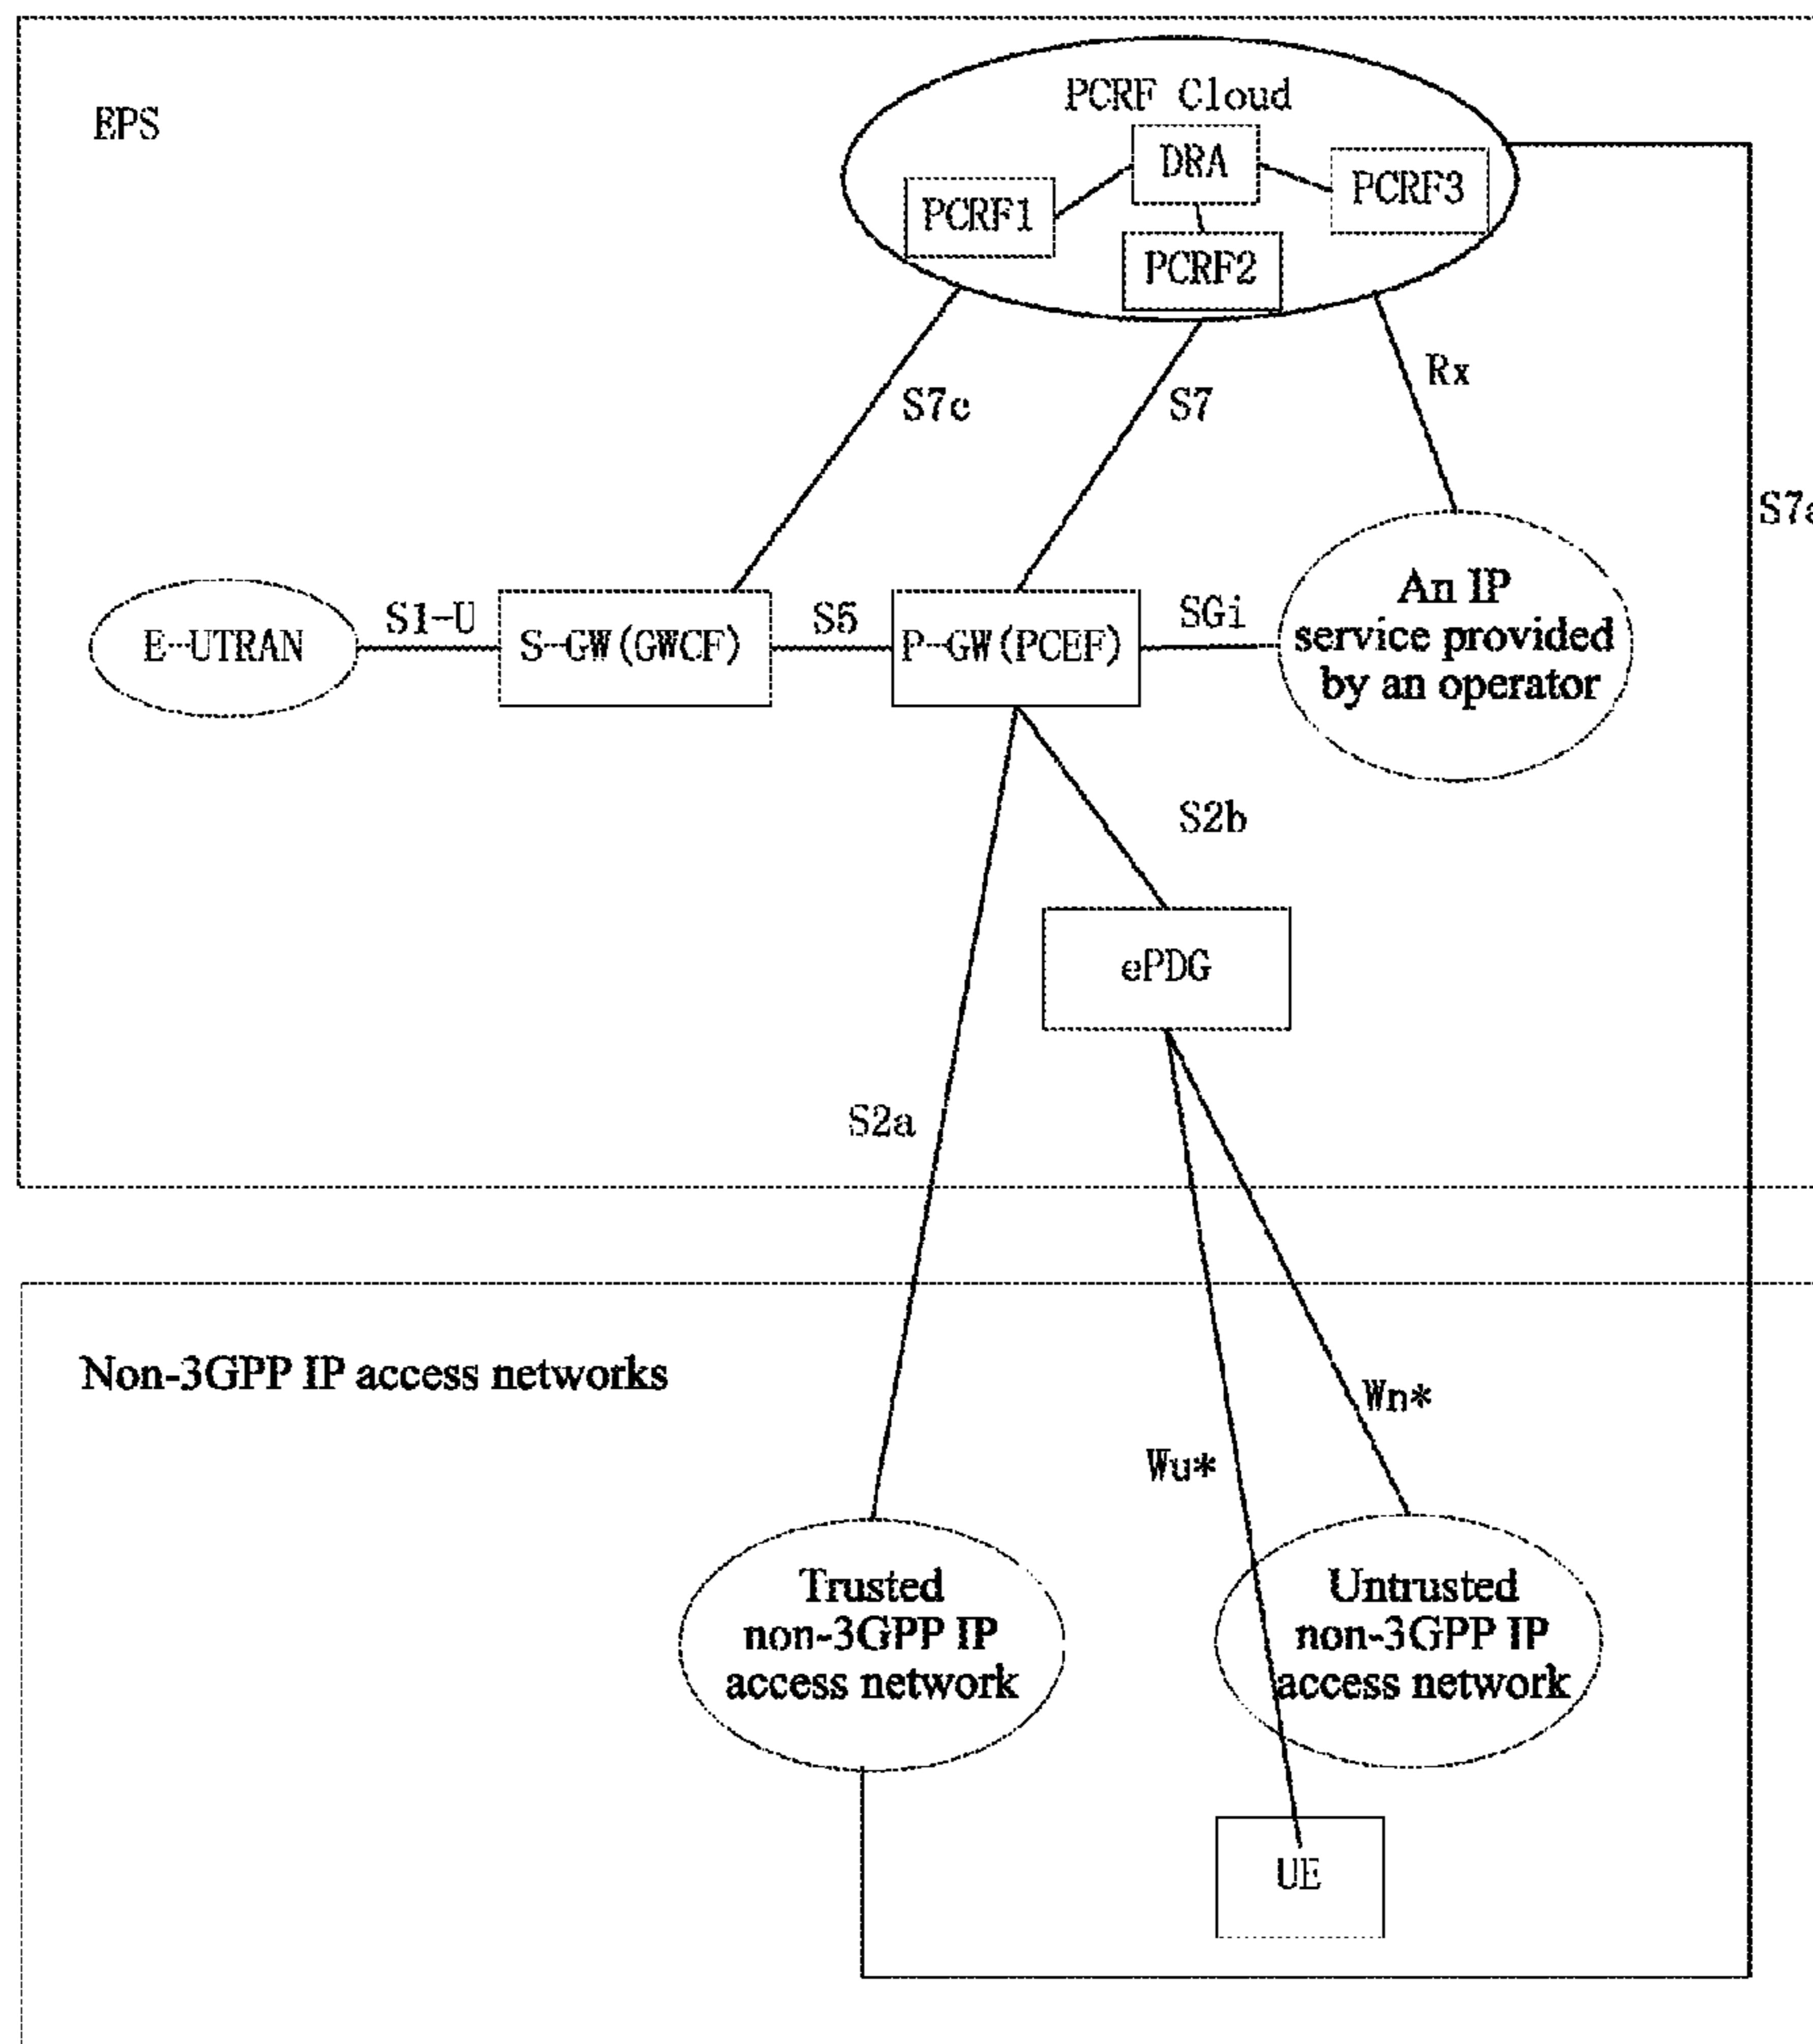 PCRF Cloud
EPS
DRA
PCRF3
PCRF1
PCRF2
Rx
S7c
S7
S7a
An IP
service provided
by an operator
SGi
S1-U
S5
E-UTRAN
S-GW(GWCF)
P-GW(PCEF)
S2b
ePDG
S2a
Non-3GPP IP access networks
Wn*
Wu*
Trusted
non-3GPP IP
access network
Untrusted
non-3GPP IP
access network
UE